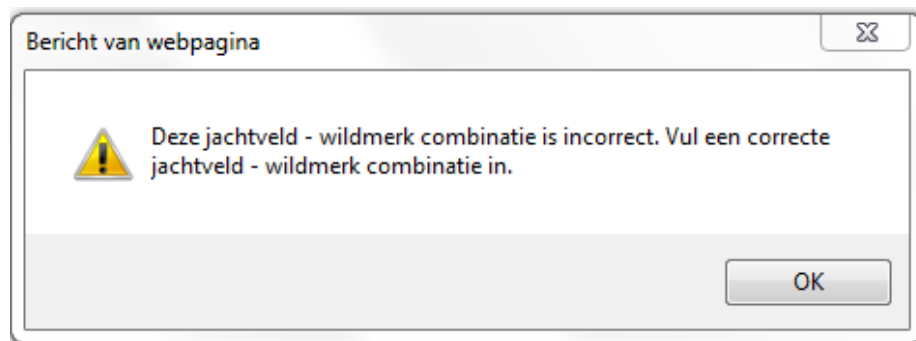 Bericht van webpagina
Deze jachtveld - wildmerk combinatie is incorrect. Vul een correcte
jachtveld - wildmerk combinatie in.
OK